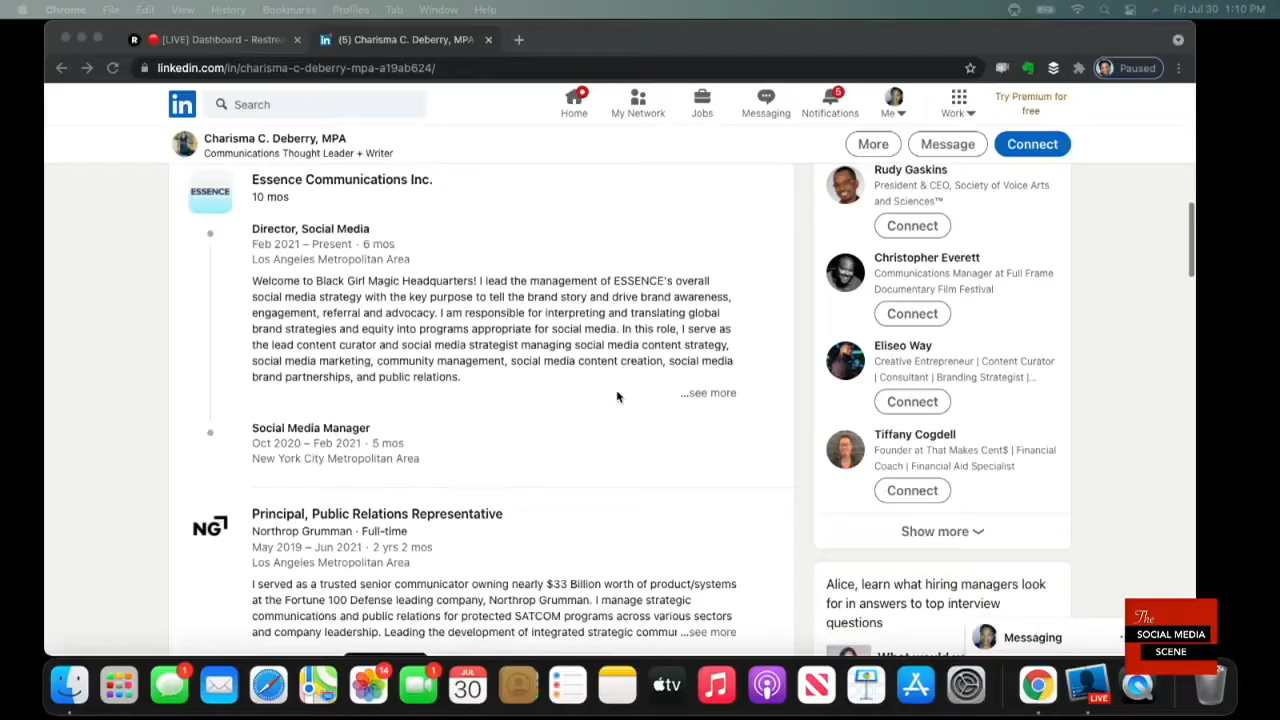 Chrome File Edit View History Bookmarks Profiles Tab Window Help Fri Jul 30 1:10 PM
R [LIVE] Dashboard - Restre in (5) Charisma C. Deberry, MPA
linkedin.com/in/charisma-c-deberry-mpa-a19ab624/ Paused
in Search Home My Network Jobs Messaging 5 Notifications Me Work Try Premium for
free
Charisma C. Deberry, MPA
Communications Thought Leader + Writer
More Message Connect
ESSENCE
Essence Communications Inc.
10 mos
Director, Social Media
Feb 2021 – Present · 6 mos
Los Angeles Metropolitan Area
Welcome to Black Girl Magic Headquarters! I lead the management of ESSENCE's overall
social media strategy with the key purpose to tell the brand story and drive brand awareness,
engagement, referral and advocacy. I am responsible for interpreting and translating global
brand strategies and equity into programs appropriate for social media. In this role, I serve as
the lead content curator and social media strategist managing social media content strategy,
social media marketing, community management, social media content creation, social media
brand partnerships, and public relations.
...see more
Social Media Manager
Oct 2020 – Feb 2021 · 5 mos
New York City Metropolitan Area
NG
Principal, Public Relations Representative
Northrop Grumman · Full-time
May 2019 – Jun 2021 · 2 yrs 2 mos
Los Angeles Metropolitan Area
I served as a trusted senior communicator owning nearly $33 Billion worth of product/systems
at the Fortune 100 Defense leading company, Northrop Grumman. I manage strategic
communications and public relations for protected SATCOM programs across various sectors
and company leadership. Leading the development of integrated strategic commu ...see more
Rudy Gaskins
President & CEO, Society of Voice Arts
and Sciences™
Connect
Christopher Everett
Communications Manager at Full Frame
Documentary Film Festival
Connect
Eliseo Way
Creative Entrepreneur | Content Curator
| Consultant | Branding Strategist |...
Connect
Tiffany Cogdell
Founder at That Makes Cent$ | Financial
Coach | Financial Aid Specialist
Connect
Show more
Alice, learn what hiring managers look
for in answers to top interview
questions
Messaging
The
SOCIAL MEDIA
SCENE
1 14 1 JUL 30 tv LIVE